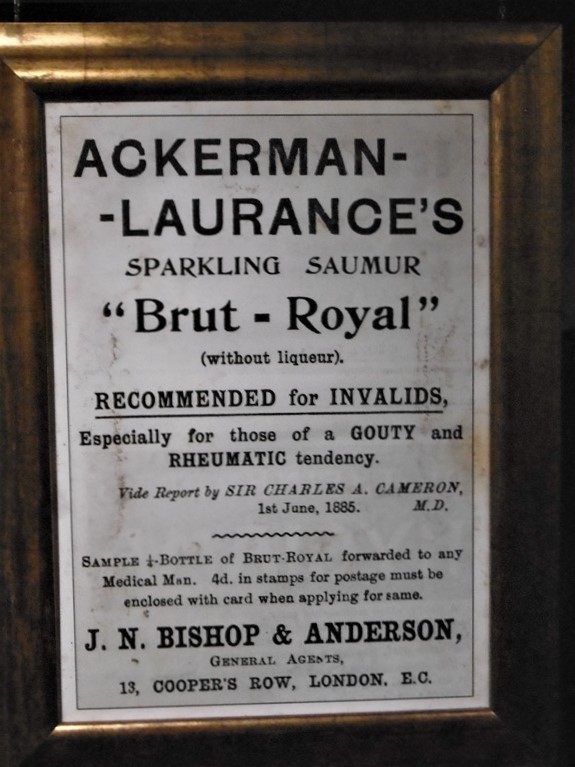 ACKERMAN-
-LAURANCE'S
SPARKLING SAUMUR
"Brut - Royal"
(without liqueur).
RECOMMENDED for INVALIDS,
Especially for those of a GOUTY and
RHEUMATIC tendency.
Vide Report by SIR CHARLES A. CAMERON,
1st June, 1885. M.D.
SAMPLE ¼-BOTTLE of BRUT-ROYAL forwarded to any
Medical Man. 4d. in stamps for postage must be
enclosed with card when applying for same.
J. N. BISHOP & ANDERSON,
GENERAL AGENTS,
13, COOPER'S ROW, LONDON. E.C.